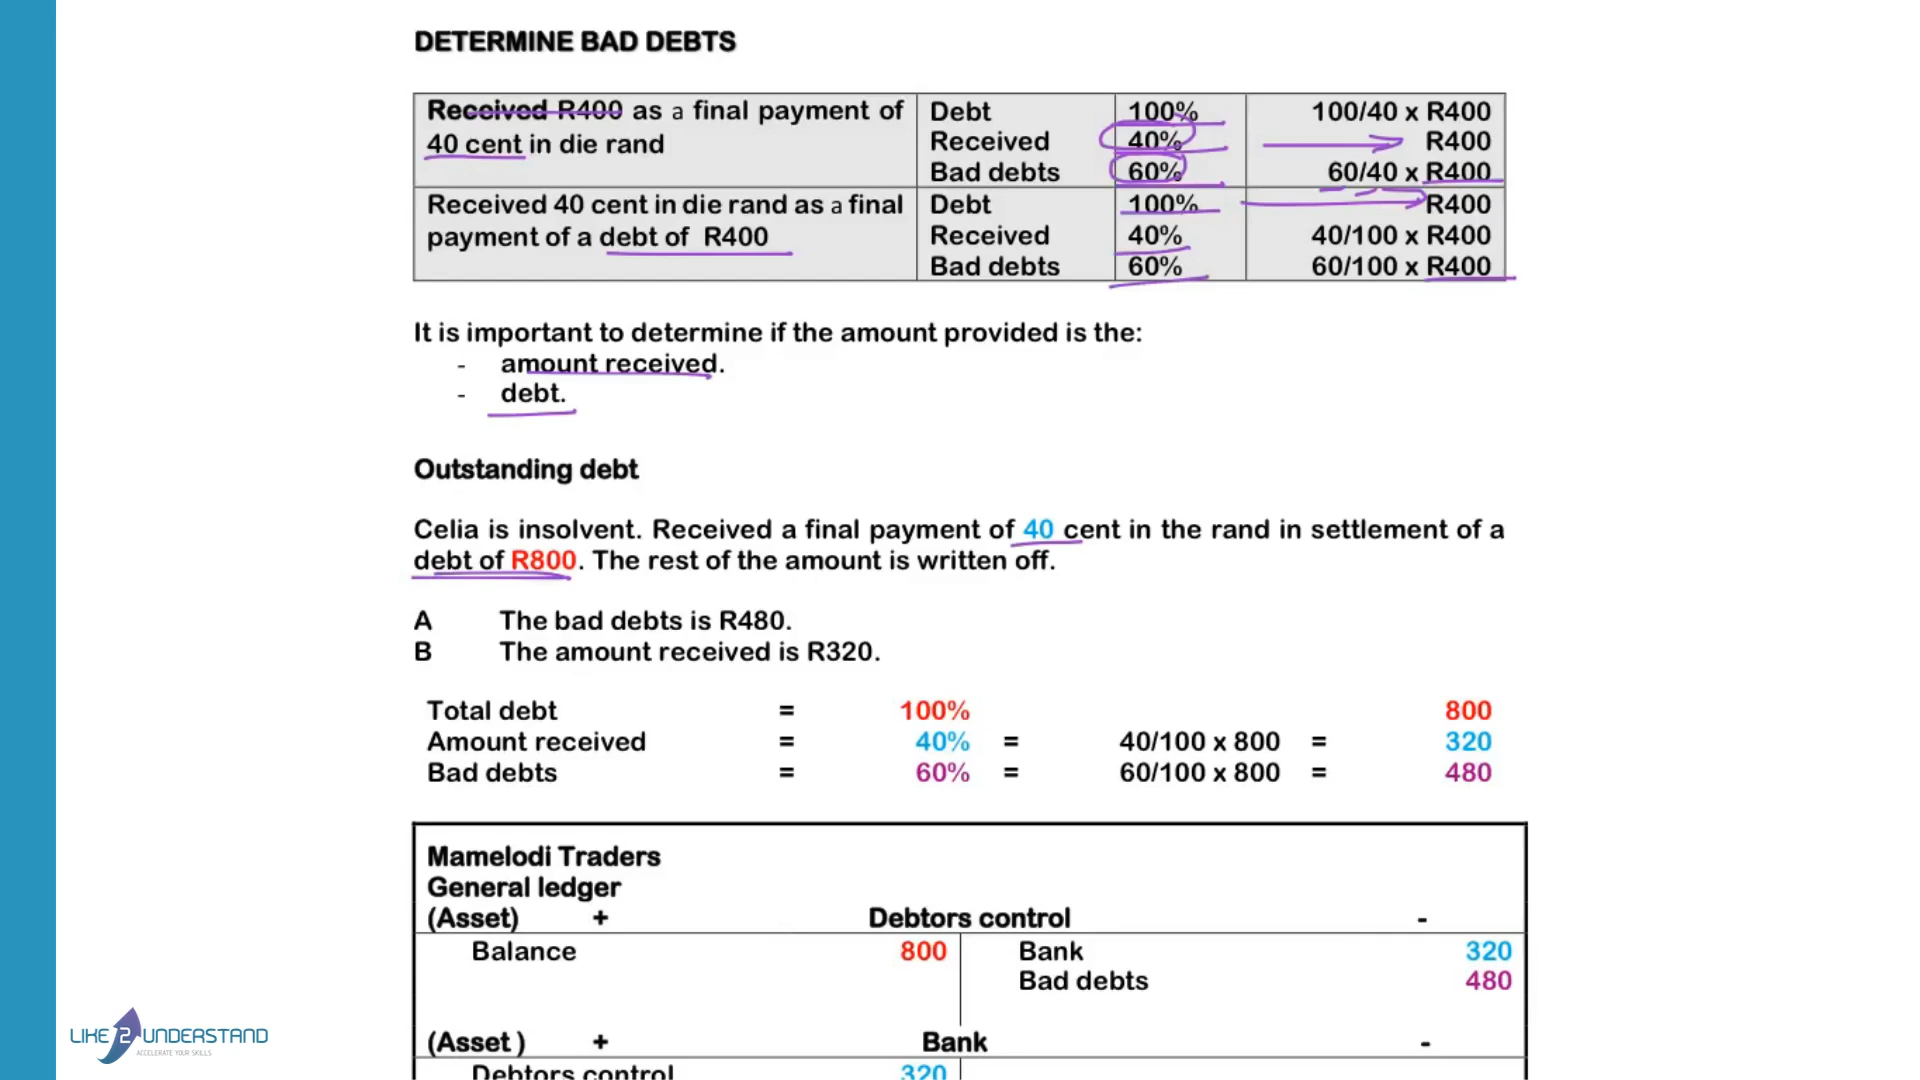 DETERMINE BAD DEBTS
Received R400 as a final payment of 40 cent in die rand
Debt 100% 100/40 x R400
Received 40% R400
Bad debts 60% 60/40 x R400
Received 40 cent in die rand as a final payment of a debt of R400
Debt 100% R400
Received 40% 40/100 x R400
Bad debts 60% 60/100 x R400
It is important to determine if the amount provided is the:
- amount received.
- debt.
Outstanding debt
Celia is insolvent. Received a final payment of 40 cent in the rand in settlement of a
debt of R800. The rest of the amount is written off.
A The bad debts is R480.
B The amount received is R320.
Total debt = 100% 800
Amount received = 40% = 40/100 x 800 = 320
Bad debts = 60% = 60/100 x 800 = 480
Mamelodi Traders
General ledger
(Asset) + Debtors control -
Balance 800 Bank 320
Bad debts 480
(Asset ) + Bank -
Debtors control 320
LIKE 2 UNDERSTAND
ACCELERATE YOUR SKILLS